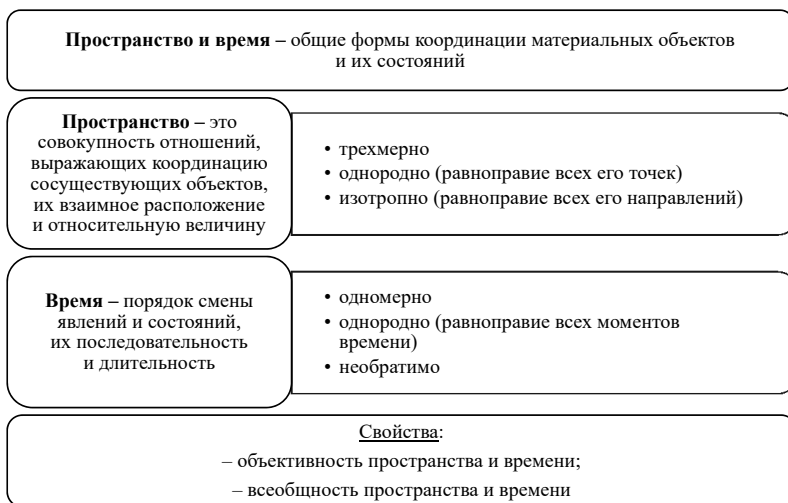 Пространство и время – общие формы координации материальных объектов
и их состояний
Пространство – это
совокупность отношений,
выражающих координацию
сосуществующих объектов,
их взаимное расположение
и относительную величину
• трехмерно
• однородно (равноправие всех его точек)
• изотропно (равноправие всех его направлений)
Время – порядок смены
явлений и состояний,
их последовательность
и длительность
• одномерно
• однородно (равноправие всех моментов
времени)
• необратимо
Свойства:
– объективность пространства и времени;
– всеобщность пространства и времени